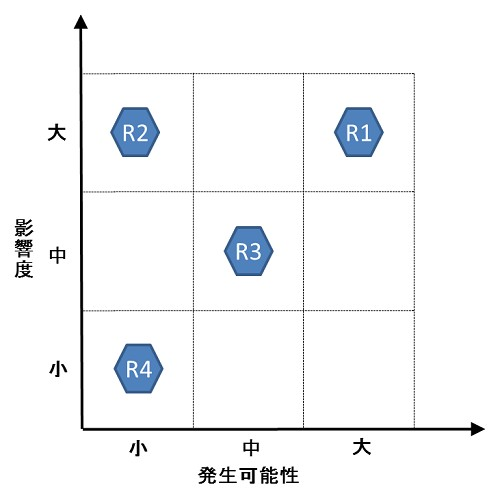 大
R2
R1
影響度
中
R3
小
R4
小
中
大
発生可能性